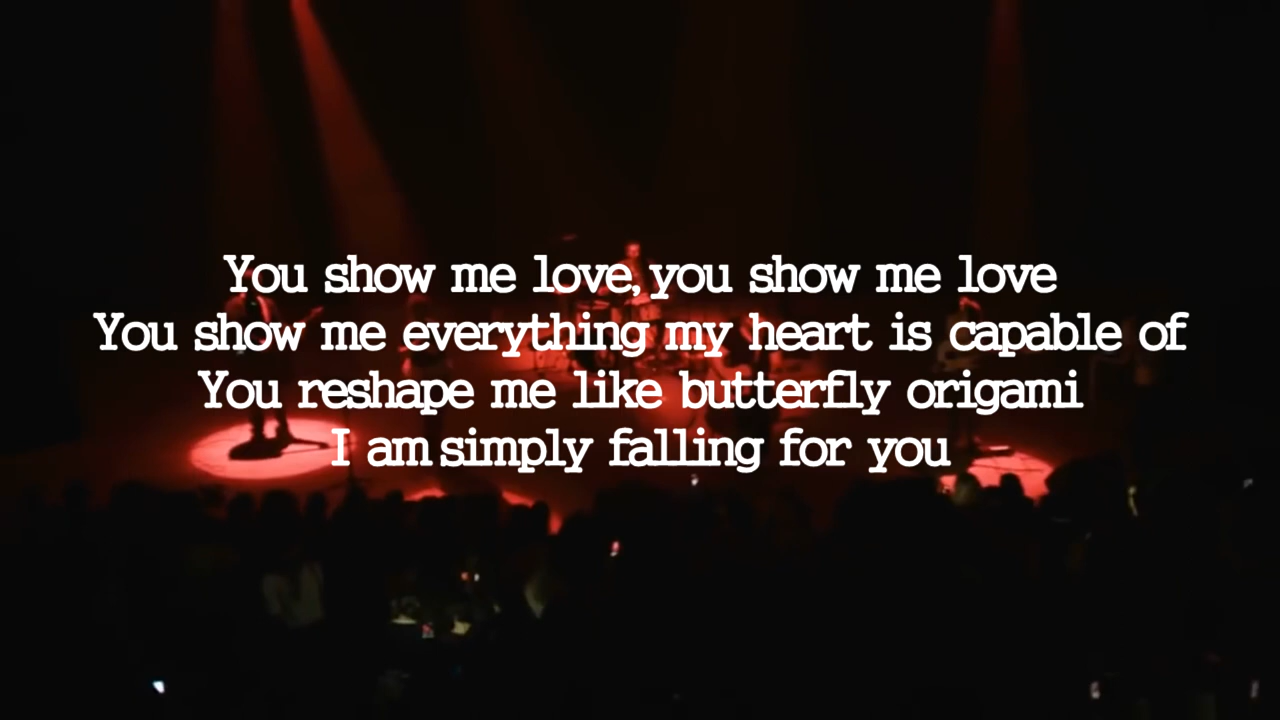 You show me love, you show me love
You show me everything my heart is capable of
You reshape me like butterfly origami
I am simply falling for you